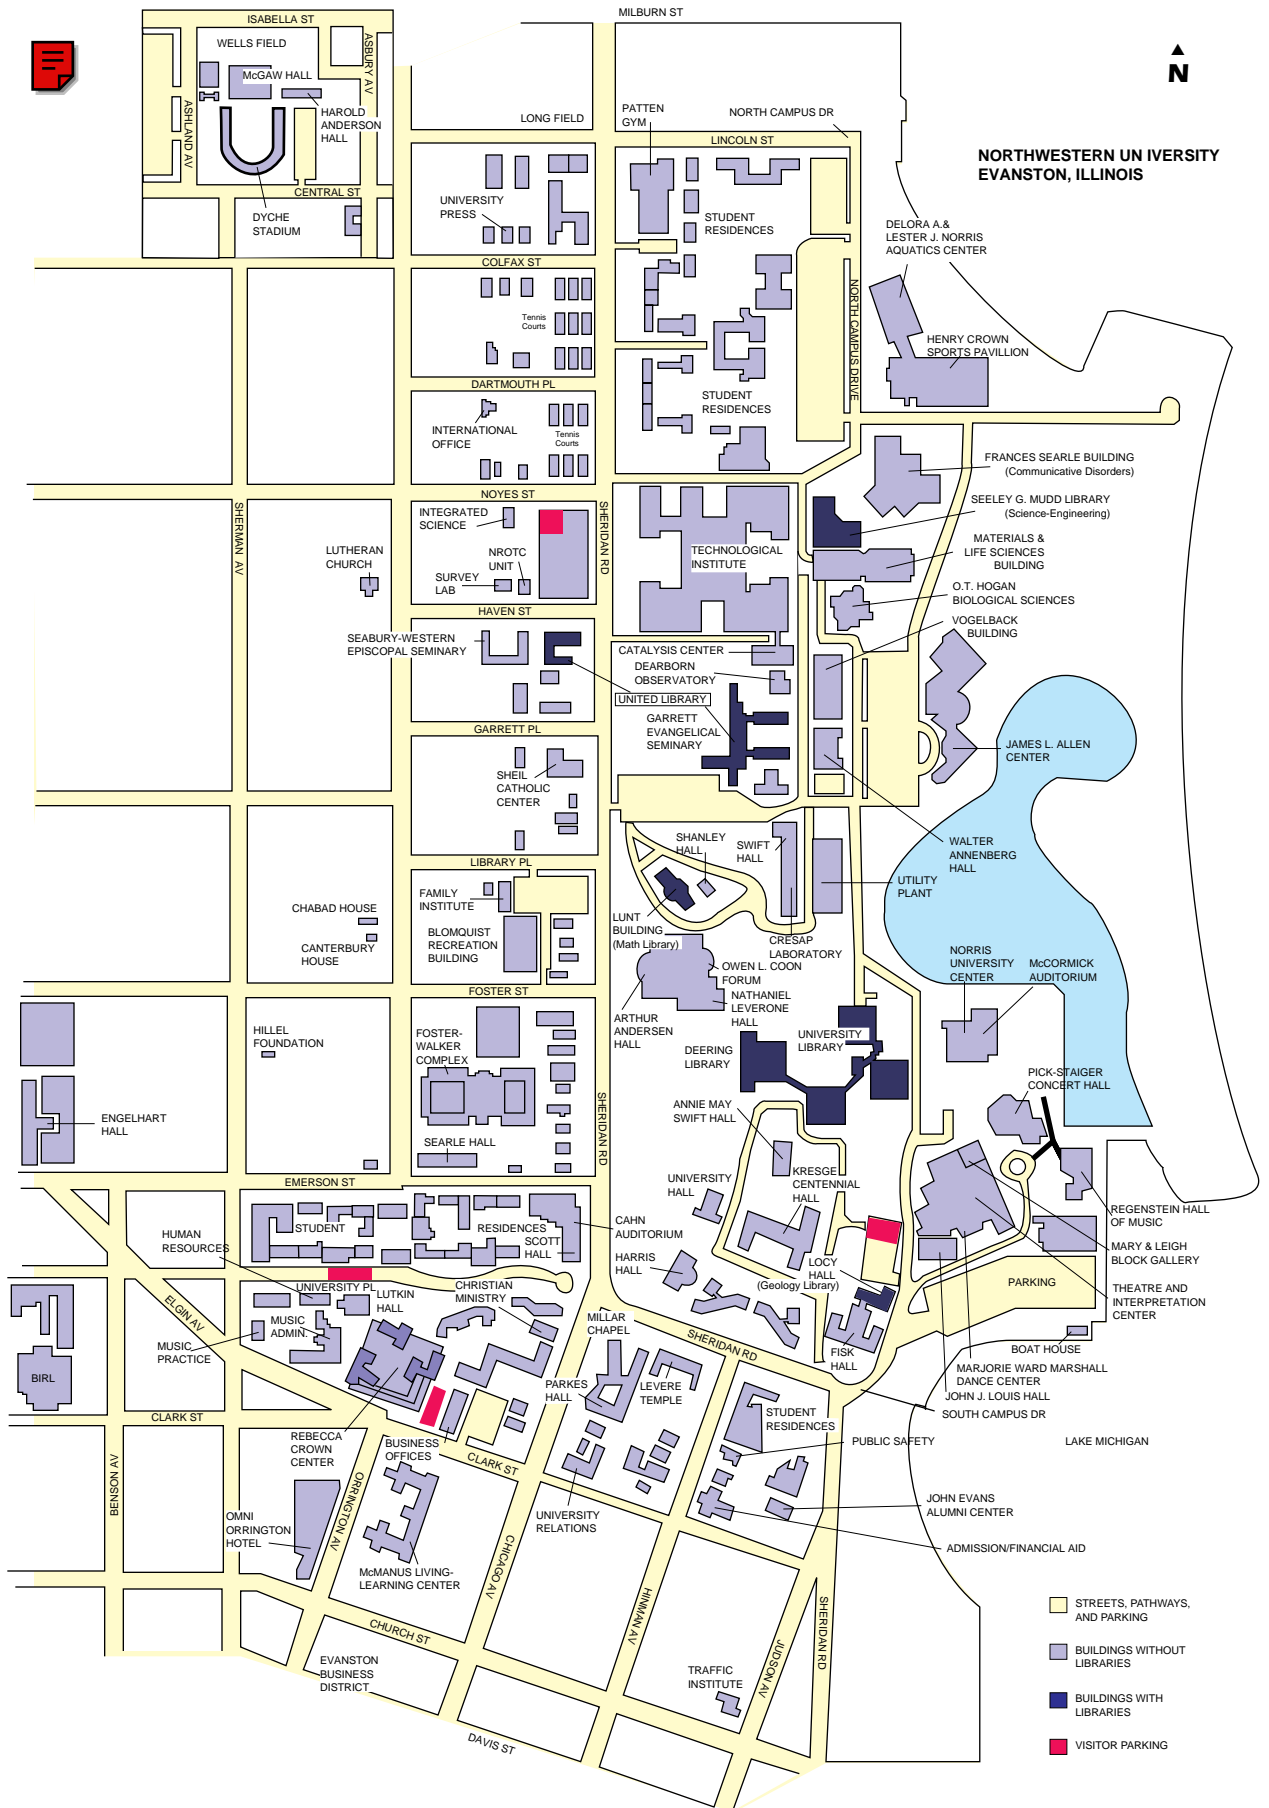 ISABELLA ST
MILBURN ST
WELLS FIELD
ASBURY AV
McGAW HALL
N
HAROLD
ANDERSON
HALL
ASHLAND AV
LONG FIELD
PATTEN
GYM
NORTH CAMPUS DR
LINCOLN ST
NORTHWESTERN UN IVERSITY
EVANSTON, ILLINOIS
CENTRAL ST
DYCHE
STADIUM
UNIVERSITY
PRESS
STUDENT
RESIDENCES
DELORA A.&
LESTER J. NORRIS
AQUATICS CENTER
COLFAX ST
NORTH CAMPUS DRIVE
Tennis
Courts
HENRY CROWN
SPORTS PAVILLION
DARTMOUTH PL
STUDENT
RESIDENCES
INTERNATIONAL
OFFICE
Tennis
Courts
FRANCES SEARLE BUILDING
(Communicative Disorders)
NOYES ST
SEELEY G. MUDD LIBRARY
(Science-Engineering)
SHERMAN AV
INTEGRATED
SCIENCE
SHERIDAN RD
LUTHERAN
CHURCH
NROTC
UNIT
SURVEY
LAB
TECHNOLOGICAL
INSTITUTE
MATERIALS &
LIFE SCIENCES
BUILDING
O.T. HOGAN
BIOLOGICAL SCIENCES
HAVEN ST
VOGELBACK
BUILDING
SEABURY-WESTERN
EPISCOPAL SEMINARY
CATALYSIS CENTER
DEARBORN
OBSERVATORY
UNITED LIBRARY
GARRETT
EVANGELICAL
SEMINARY
GARRETT PL
JAMES L. ALLEN
CENTER
SHEIL
CATHOLIC
CENTER
SHANLEY
HALL
SWIFT
HALL
WALTER
ANNENBERG
HALL
LIBRARY PL
UTILITY
PLANT
FAMILY
INSTITUTE
CHABAD HOUSE
CANTERBURY
HOUSE
BLOMQUIST
RECREATION
BUILDING
LUNT
BUILDING
(Math Library)
CRESAP
LABORATORY
NORRIS
UNIVERSITY
CENTER
McCORMICK
AUDITORIUM
OWEN L. COON
FORUM
FOSTER ST
NATHANIEL
LEVERONE
HALL
ARTHUR
ANDERSEN
HALL
HILLEL
FOUNDATION
FOSTER-
WALKER
COMPLEX
UNIVERSITY
LIBRARY
DEERING
LIBRARY
PICK-STAIGER
CONCERT HALL
ANNIE MAY
SWIFT HALL
SHERIDAN RD
ENGELHART
HALL
SEARLE HALL
KRESGE
CENTENNIAL
HALL
UNIVERSITY
HALL
EMERSON ST
REGENSTEIN HALL
OF MUSIC
HUMAN
RESOURCES
STUDENT
RESIDENCES
SCOTT
HALL
CAHN
AUDITORIUM
MARY & LEIGH
BLOCK GALLERY
HARRIS
HALL
LOCY
HALL
(Geology Library)
PARKING
UNIVERSITY PL
CHRISTIAN
MINISTRY
LUTKIN
HALL
THEATRE AND
INTERPRETATION
CENTER
ELGIN AV
MUSIC
ADMIN.
MILLAR
CHAPEL
SHERIDAN RD
BOAT HOUSE
MUSIC
PRACTICE
FISK
HALL
MARJORIE WARD MARSHALL
DANCE CENTER
BIRL
PARKES
HALL
LEVERE
TEMPLE
JOHN J. LOUIS HALL
CLARK ST
STUDENT
RESIDENCES
SOUTH CAMPUS DR
REBECCA
CROWN
CENTER
BUSINESS
OFFICES
PUBLIC SAFETY
LAKE MICHIGAN
CLARK ST
BENSON AV
ORRINGTON AV
OMNI
ORRINGTON
HOTEL
UNIVERSITY
RELATIONS
JOHN EVANS
ALUMNI CENTER
CHICAGO AV
ADMISSION/FINANCIAL AID
McMANUS LIVING-
LEARNING CENTER
HINMAN AV
SHERIDAN RD
STREETS, PATHWAYS,
AND PARKING
CHURCH ST
JUDSON AV
BUILDINGS WITHOUT
LIBRARIES
EVANSTON
BUSINESS
DISTRICT
TRAFFIC
INSTITUTE
BUILDINGS WITH
LIBRARIES
DAVIS ST
VISITOR PARKING